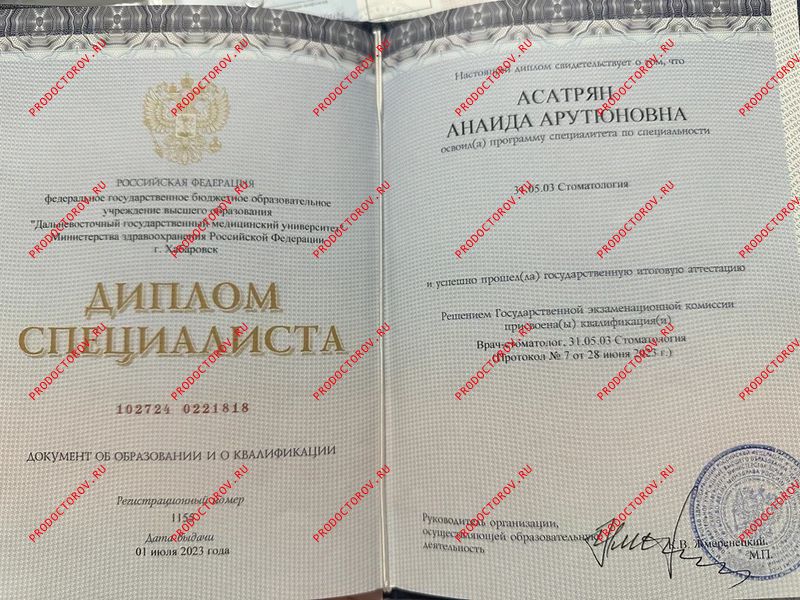 РОССИЙСКАЯ ФЕДЕРАЦИЯ
федеральное государственное бюджетное образовательное
учреждение высшего образования
"Дальневосточный государственный медицинский университет"
Министерства здравоохранения Российской Федерации
г. Хабаровск
ДИПЛОМ
СПЕЦИАЛИСТА
102724 0221818
ДОКУМЕНТ ОБ ОБРАЗОВАНИИ И О КВАЛИФИКАЦИИ
Регистрационный номер
1155
Дата выдачи
01 июля 2023 года
Настоящий диплом свидетельствует о том, что
АСАТРЯН
АНАИДА АРУТЮНОВНА
освоил(а) программу специалитета по специальности
31.05.03 Стоматология
и успешно прошел(ла) государственную итоговую аттестацию
Решением Государственной экзаменационной комиссии
присвоена(ы) квалификация(и)
Врач-стоматолог, 31.05.03 Стоматология
(Протокол № 7 от 28 июня 2023 г.)
Руководитель организации,
осуществляющей образовательную
деятельность
К.В. Жмеренецкий
М.П.
PRODOCTOROV.RU